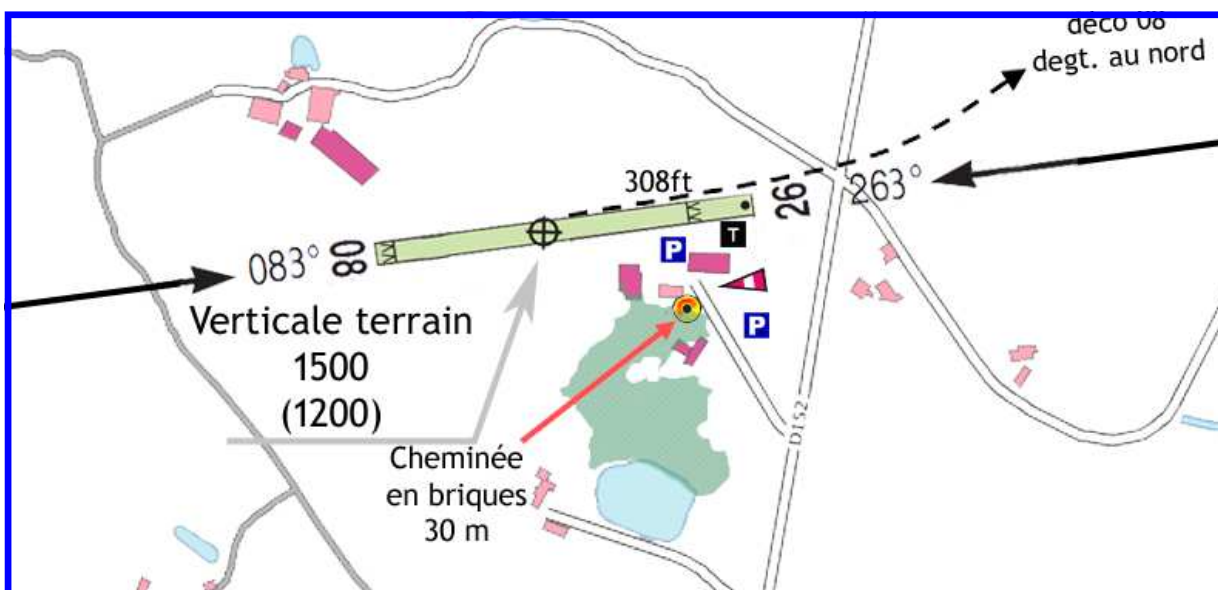 déco 08
degt. au nord
308ft
26
263°
083°
08
T
P
P
Verticale terrain
1500
(1200)
D152
Cheminée
en briques
30 m